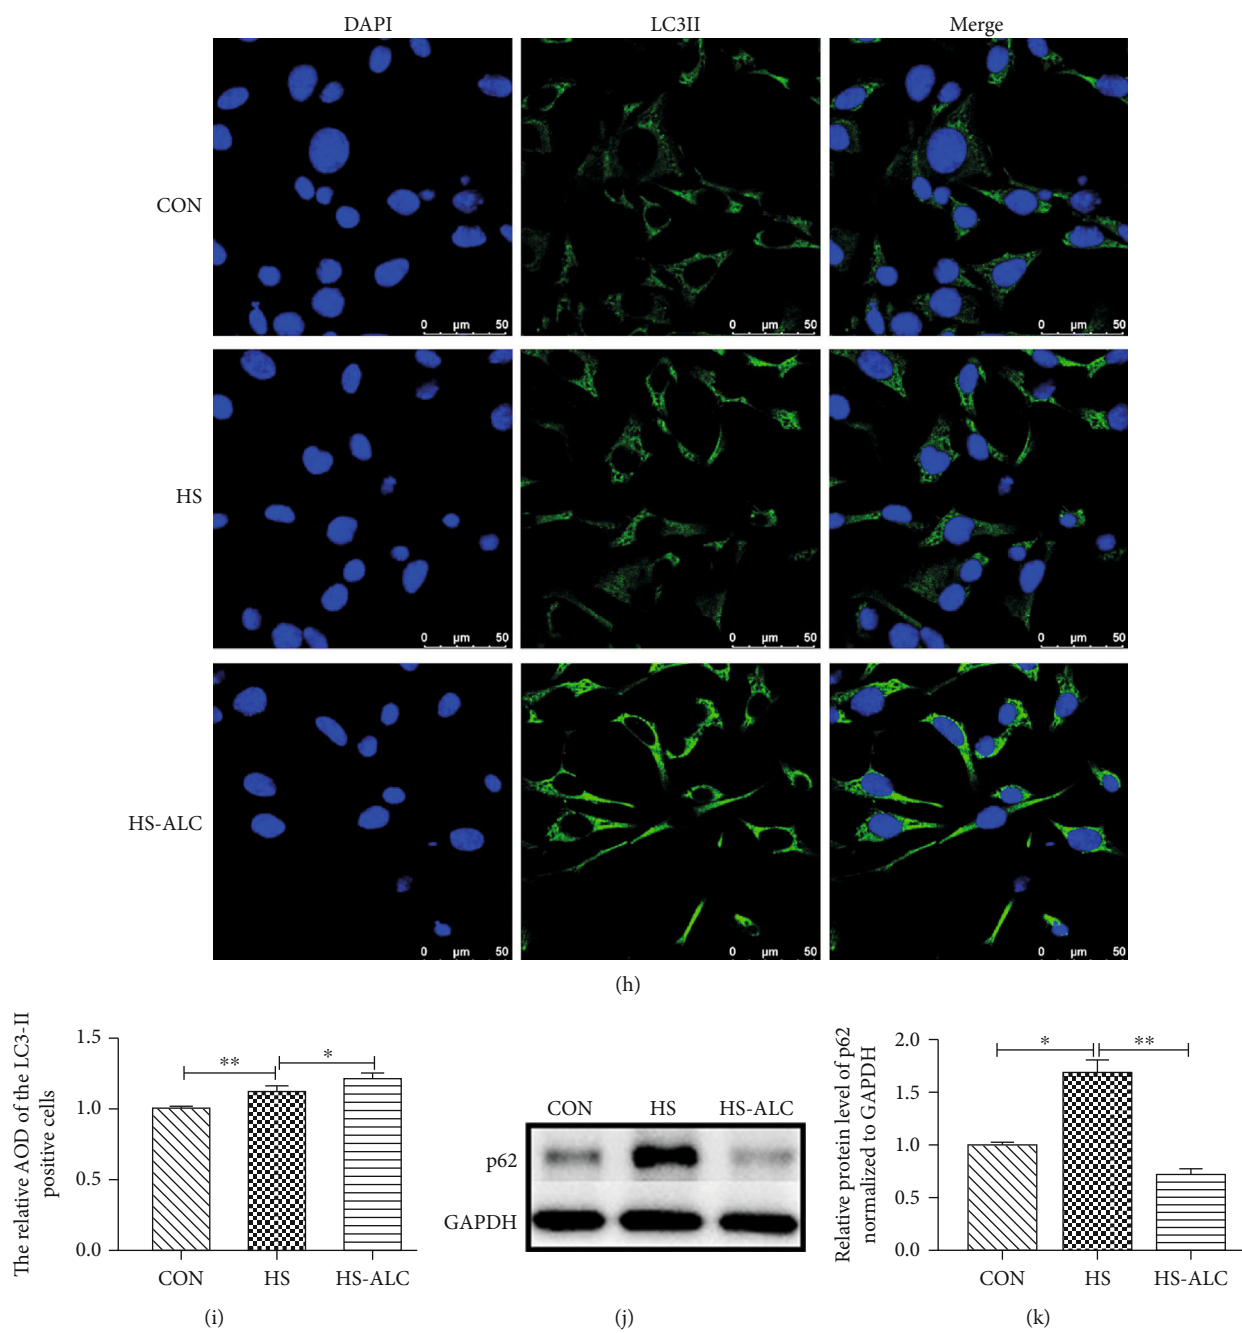 DAPI LC3II Merge
CON
0 µm 50 0 µm 50 0 µm 50
HS
0 µm 50 0 µm 50 0 µm 50
HS-ALC
0 µm 50 0 µm 50 0 µm 50
(h)
The relative AOD of the LC3-II
positive cells
1.5
1.0
0.5
0.0
** *
CON HS HS-ALC
(i)
CON HS HS-ALC
p62
GAPDH
(j)
Relative protein level of p62
normalized to GAPDH
2.0
1.5
1.0
0.5
0.0
* **
CON HS HS-ALC
(k)